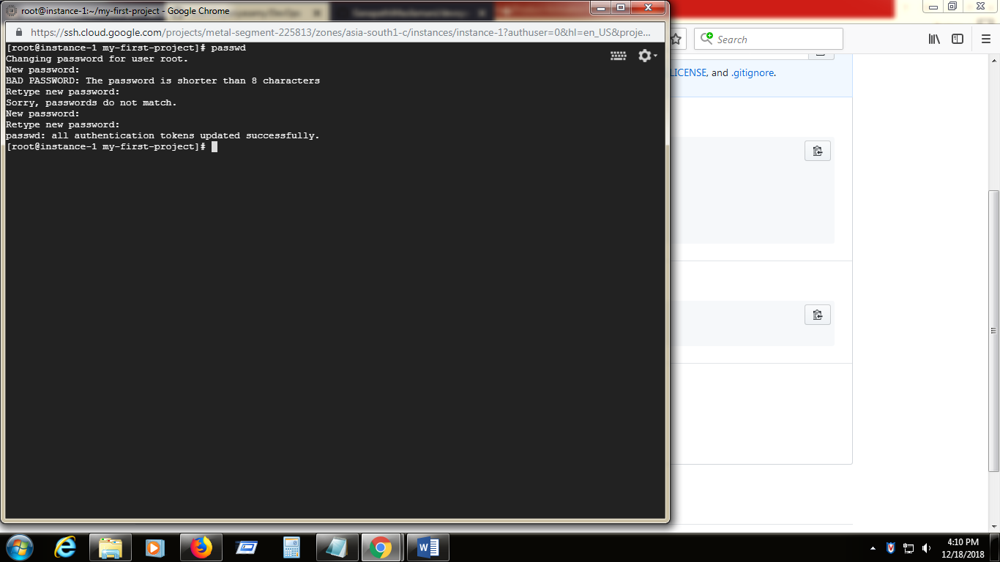 root@instance-1:~/my-first-project - Google Chrome
https://ssh.cloud.google.com/projects/metal-segment-225813/zones/asia-south1-c/instances/instance-1?authuser=0&hl=en_US&proje...
[root@instance-1 my-first-project]# passwd
Changing password for user root.
New password:
BAD PASSWORD: The password is shorter than 8 characters
Retype new password:
Sorry, passwords do not match.
New password:
Retype new password:
passwd: all authentication tokens updated successfully.
[root@instance-1 my-first-project]#
Search
LICENSE, and .gitignore.
4:10 PM
12/18/2018